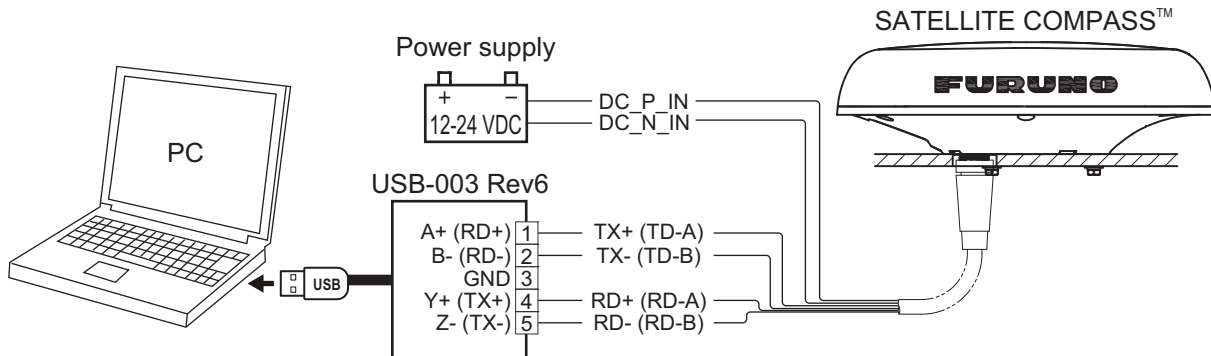 SATELLITE COMPASS™
FURUNO
Power supply
+ −
12-24 VDC
DC_P_IN
DC_N_IN
PC
USB
USB-003 Rev6
A+ (RD+) 1 TX+ (TD-A)
B- (RD-) 2 TX- (TD-B)
GND 3
Y+ (TX+) 4 RD+ (RD-A)
Z- (TX-) 5 RD- (RD-B)